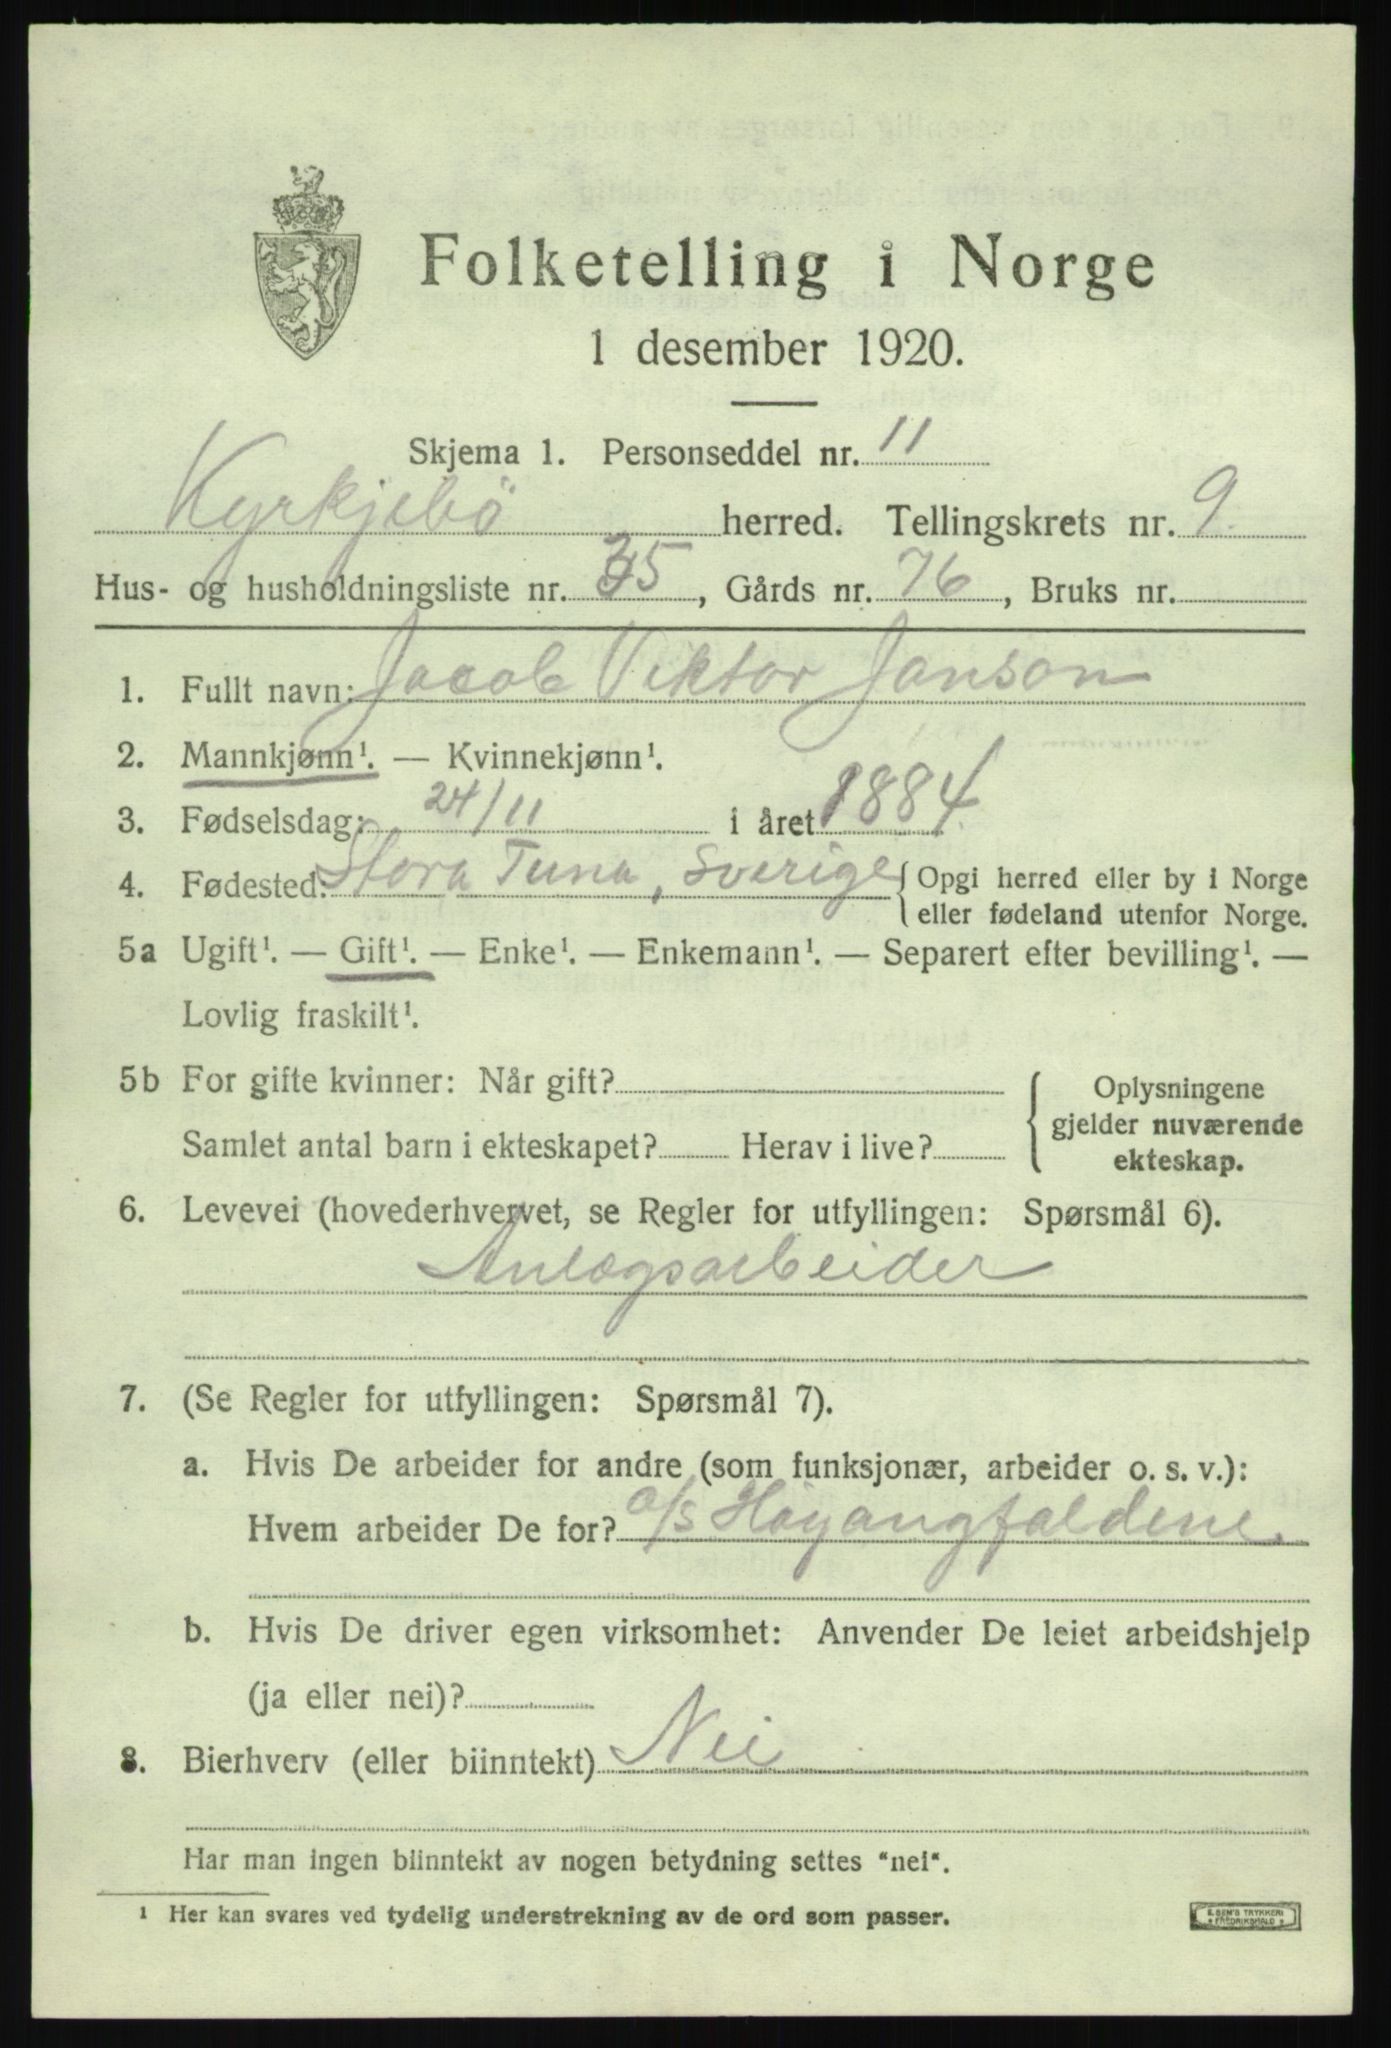 Folketelling i Norge
1 desember 1920.
Skjema 1. Personseddel nr. 11
Kyrkjebö herred. Tellingskrets nr. 9.
Hus- og husholdningsliste nr. 35, Gårds nr. 76, Bruks nr.
1. Fullt navn: Jacob Viktor Janson
2. Mannkjønn¹. — Kvinnekjønn¹.
3. Fødselsdag: 24/11 i året 1884.
4. Fødested: Stora Tuna, Sverige { Opgi herred eller by i Norge
eller fødeland utenfor Norge.
5a Ugift¹. — Gift¹. — Enke¹. — Enkemann¹. — Separert efter bevilling¹. —
Lovlig fraskilt¹.
5b For gifte kvinner: Når gift? { Oplysningene
gjelder nuværende
Samlet antal barn i ekteskapet? Herav i live?
ekteskap.
6. Levevei (hovederhvervet, se Regler for utfyllingen: Spørsmål 6).
Anlægsarbeider
7. (Se Regler for utfyllingen: Spørsmål 7).
a. Hvis De arbeider for andre (som funksjonær, arbeider o. s. v.):
Hvem arbeider De for? a/s Høyangfaldene.
b. Hvis De driver egen virksomhet: Anvender De leiet arbeidshjelp
(ja eller nei)?
8. Bierhverv (eller biinntekt) Nei
Har man ingen biinntekt av nogen betydning settes "nei".
¹ Her kan svares ved tydelig understrekning av de ord som passer.
TRYKKERI
FREDRIKSHALD